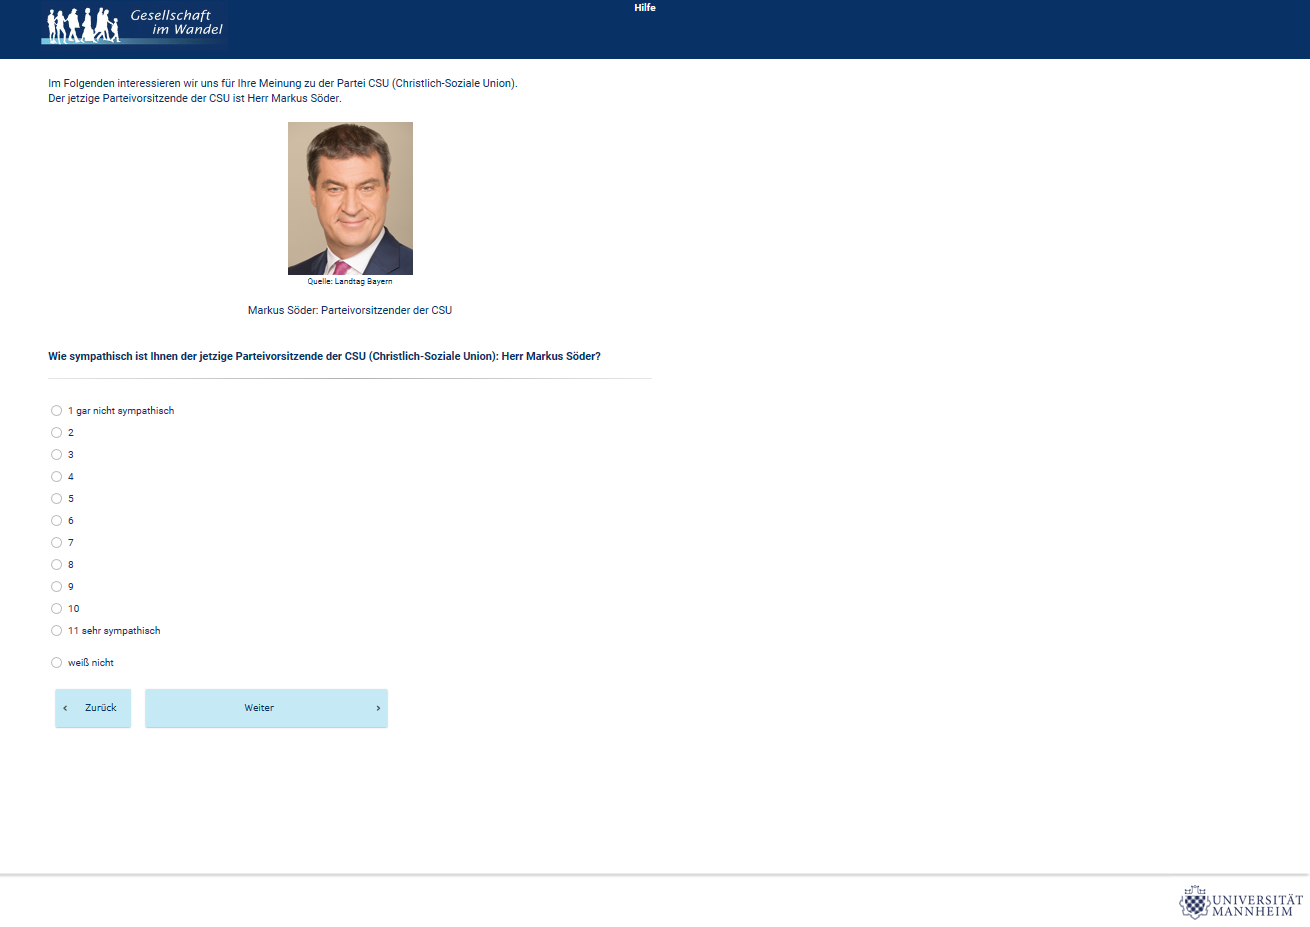 Gesellschaft
im Wandel
Hilfe
Im Folgenden interessieren wir uns für Ihre Meinung zu der Partei CSU (Christlich-Soziale Union).
Der jetzige Parteivorsitzende der CSU ist Herr Markus Söder.
Quelle: Landtag Bayern
Markus Söder: Parteivorsitzender der CSU
Wie sympathisch ist Ihnen der jetzige Parteivorsitzende der CSU (Christlich-Soziale Union): Herr Markus Söder?
1 gar nicht sympathisch
2
3
4
5
6
7
8
9
10
11 sehr sympathisch
weiß nicht
‹ Zurück
Weiter ›
UNIVERSITÄT
MANNHEIM